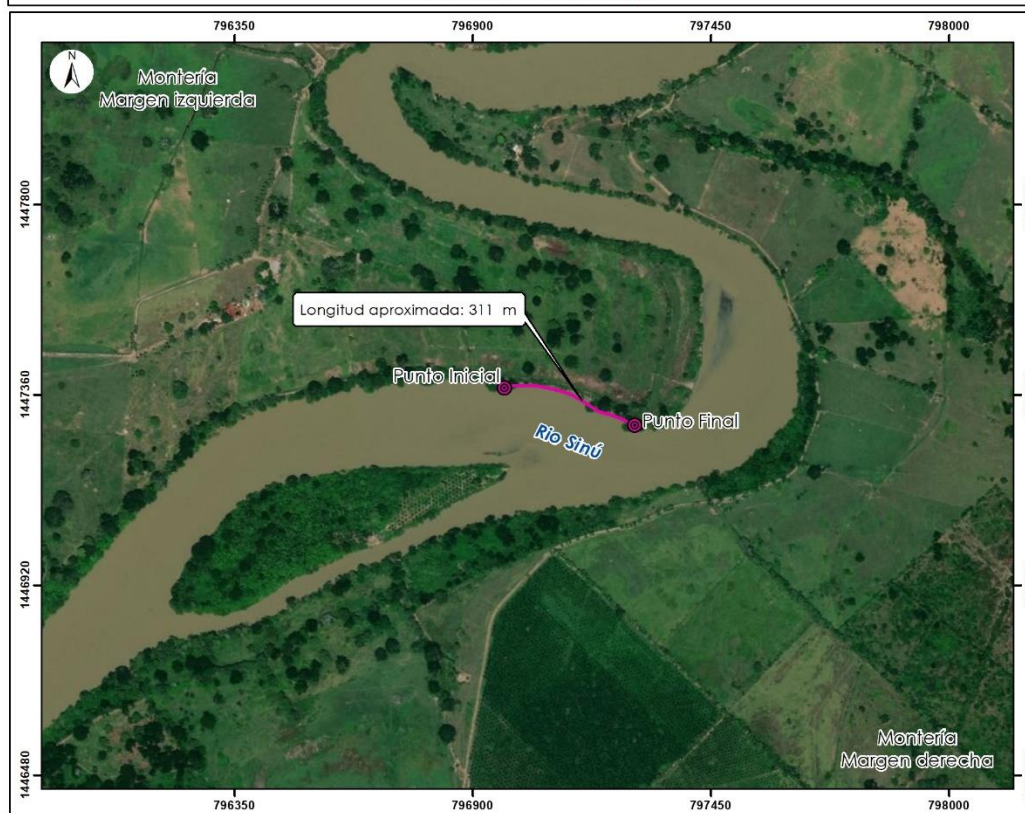 796350 796900 797450 798000
N
Montería
Margen izquierda
1447800
Longitud aproximada: 311 m
Punto Inicial
1447360
Punto Final
Rio Sinú
1446920
Montería
Margen derecha
1446480
796350 796900 797450 798000